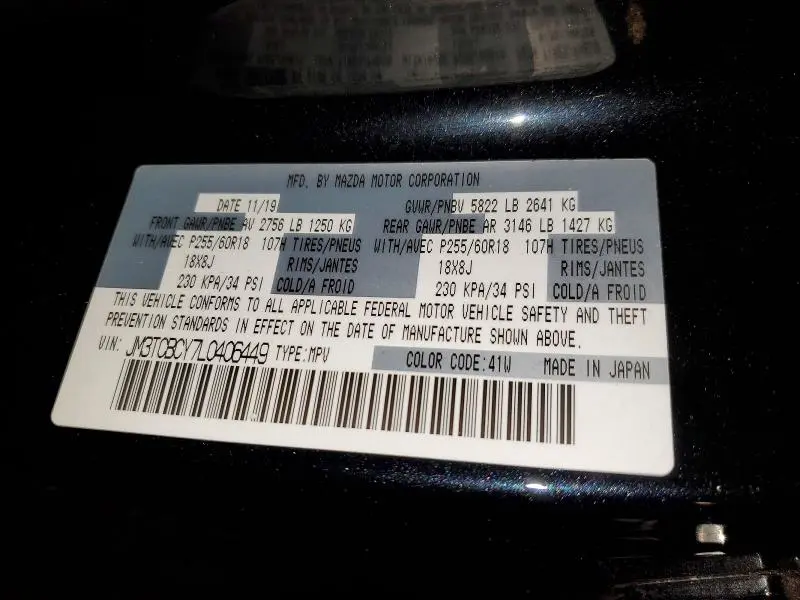 MFD. BY MAZDA MOTOR CORPORATION
DATE 11/19 GVWR/PNBV 5822 LB 2641 KG
FRONT GAWR/PNBE AV 2756 LB 1250 KG REAR GAWR/PNBE AR 3146 LB 1427 KG
WITH/AVEC P255/60R18 107H TIRES/PNEUS WITH/AVEC P255/60R18 107H TIRES/PNEUS
18X8J RIMS/JANTES 18X8J RIMS/JANTES
230 KPA/34 PSI COLD/A FROID 230 KPA/34 PSI COLD/A FROID
THIS VEHICLE CONFORMS TO ALL APPLICABLE FEDERAL MOTOR VEHICLE SAFETY AND THEFT
PREVENTION STANDARDS IN EFFECT ON THE DATE OF MANUFACTURE SHOWN ABOVE.
VIN: JM3TCBCY7L0406449 TYPE:MPV COLOR CODE:41W MADE IN JAPAN